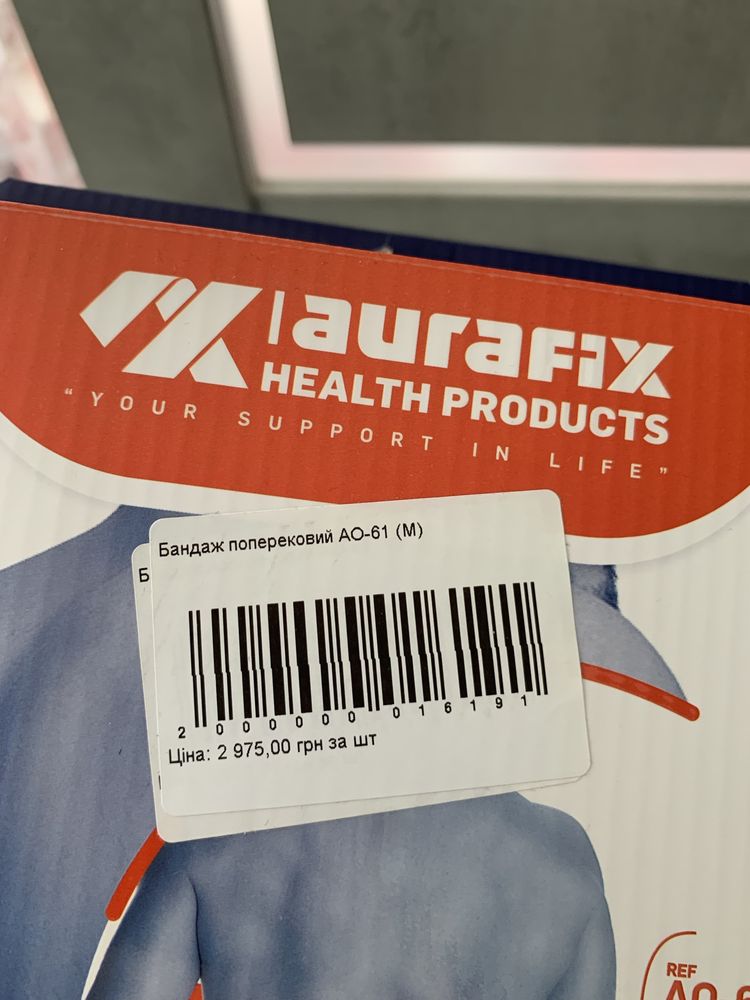 aurafix
HEALTH PRODUCTS
“YOUR SUPPORT IN LIFE”
Бандаж поперековий АО-61 (М)
Б
2 000000 016191
Ціна: 2 975,00 грн за шт
REF